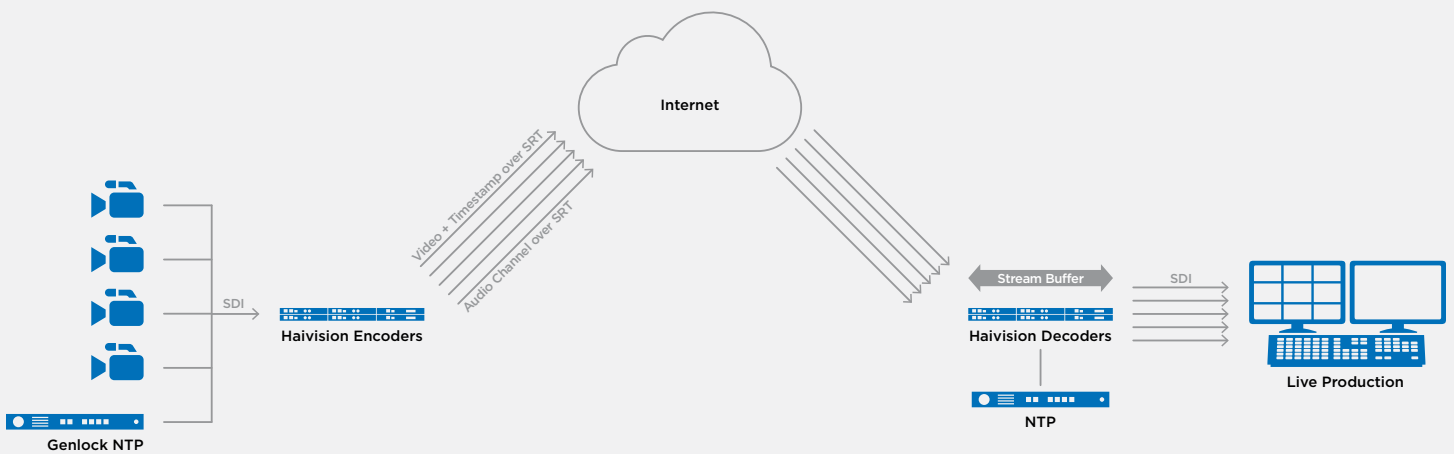 Internet
Video + Timestamp over SRT
Audio Channel over SRT
SDI
Haivision Encoders
Genlock NTP
Stream Buffer
Haivision Decoders
NTP
SDI
Live Production